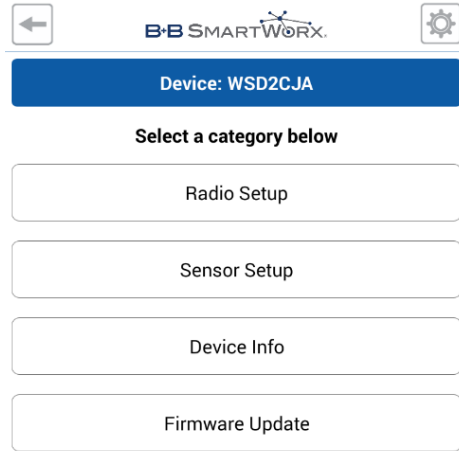 B+B SMARTWORX.
Device: WSD2CJA
Select a category below
Radio Setup
Sensor Setup
Device Info
Firmware Update